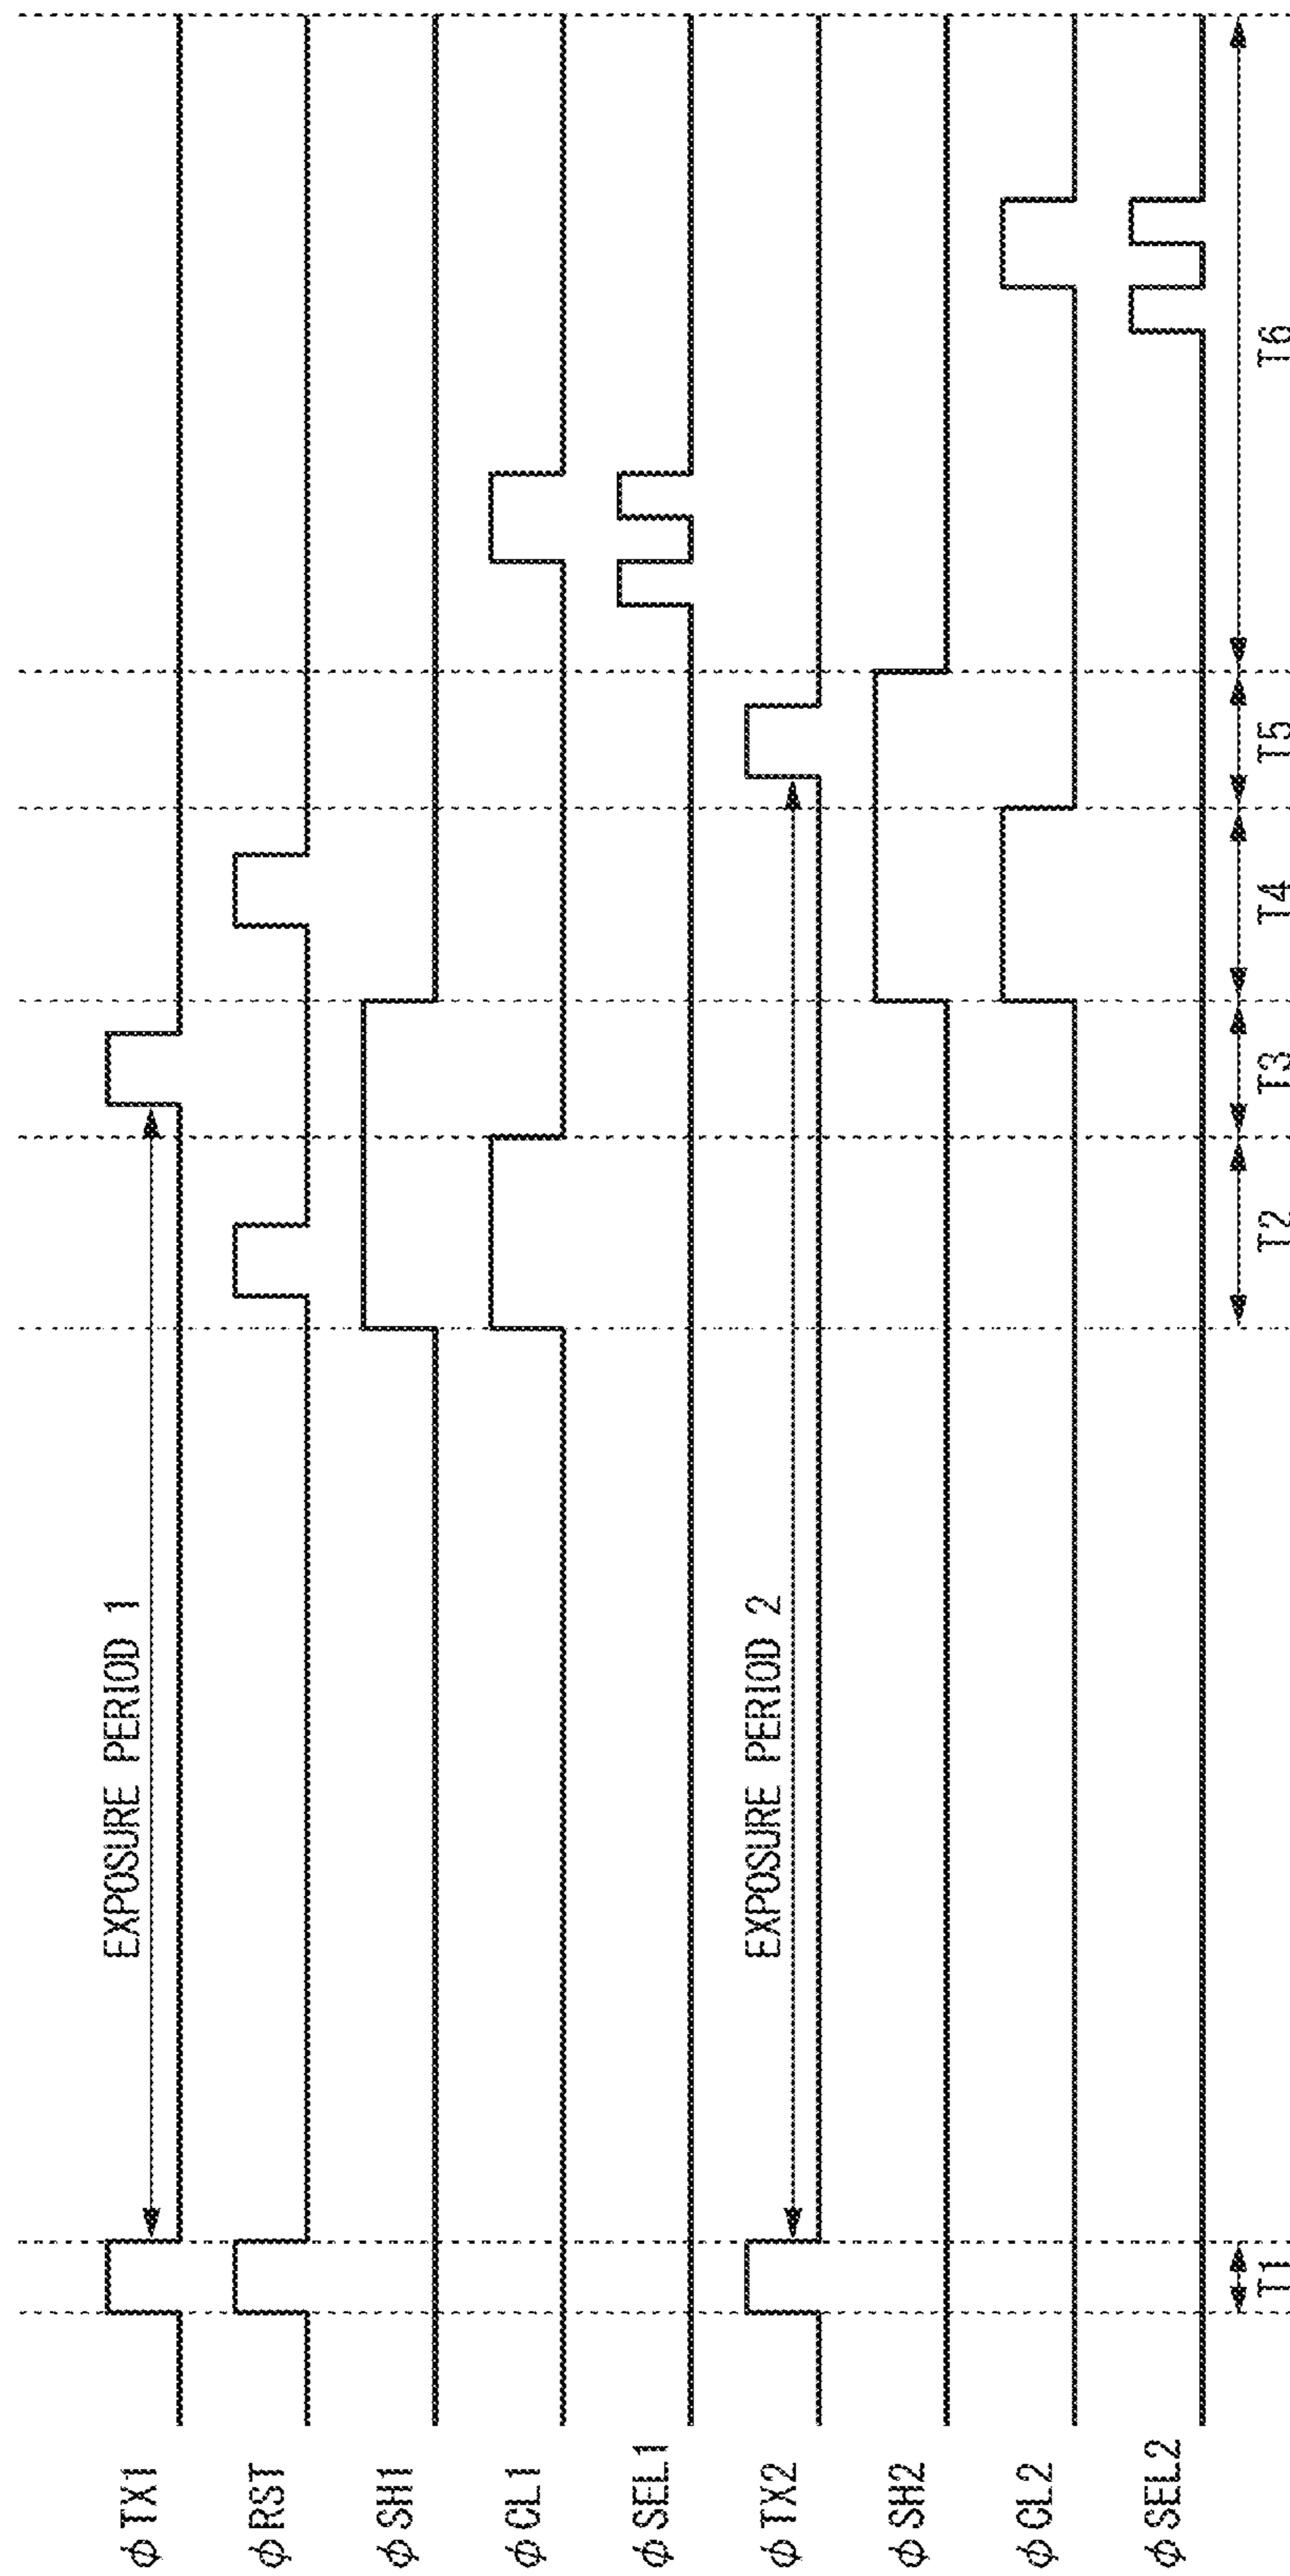 EXPOSURE PERIOD 1
EXPOSURE PERIOD 2
φTX1
φRST
φSH1
φCL1
φSEL1
φTX2
φSH2
φCL2
φSEL2
T1
T2
T3
T4
T5
T6